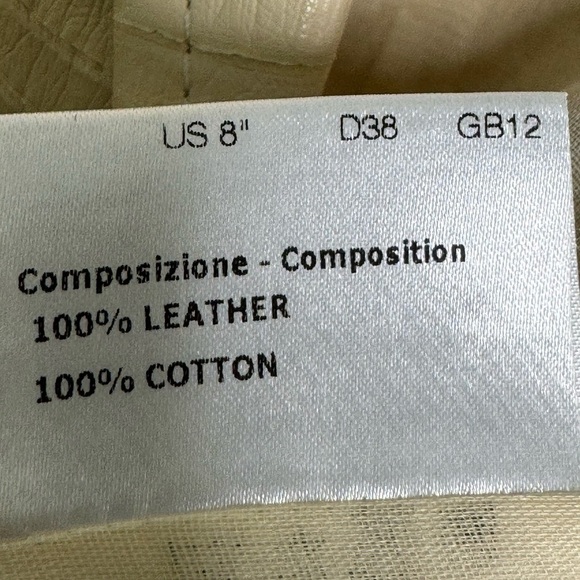 US 8" D38 GB12
Composizione - Composition
100% LEATHER
100% COTTON